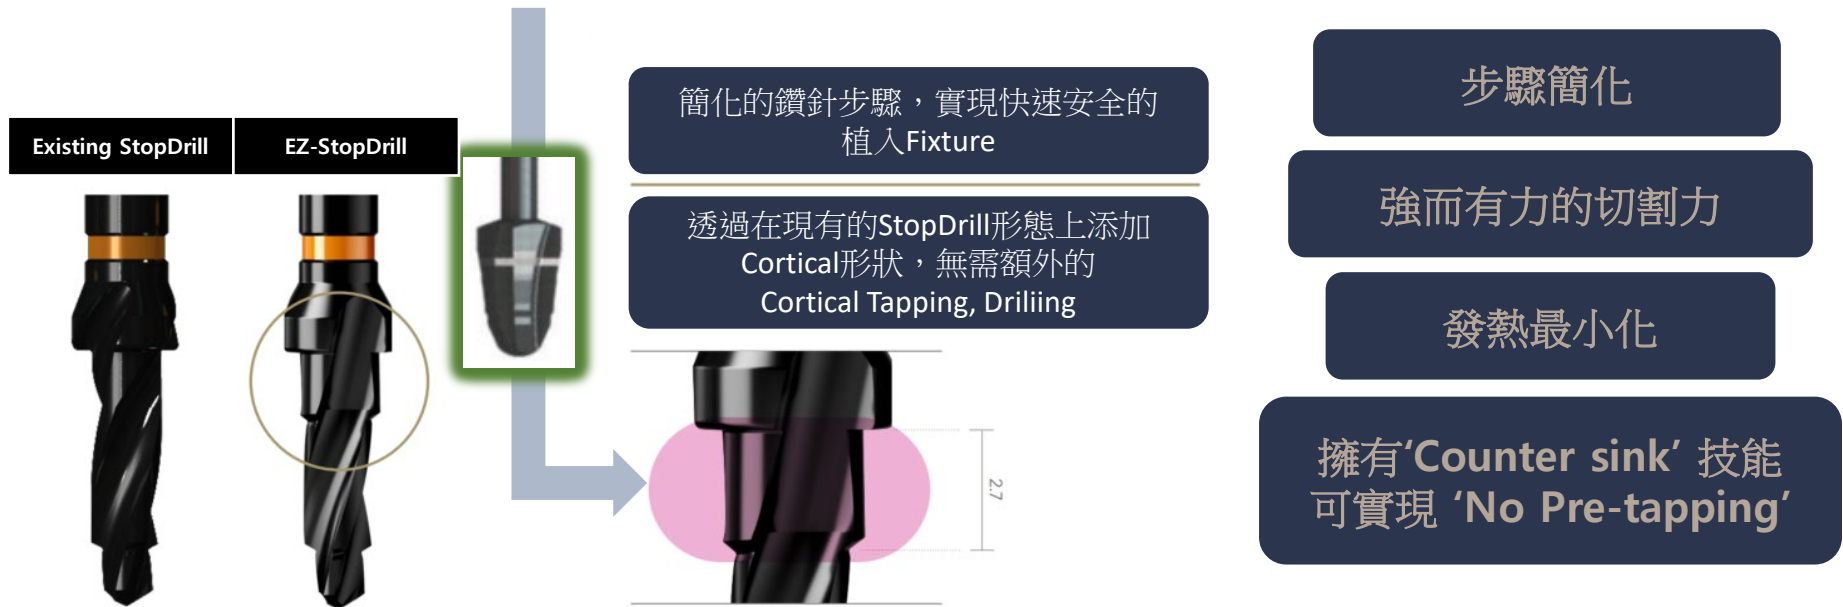 Existing StopDrill
EZ-StopDrill
簡化的鑽針步驟，實現快速安全的
植入Fixture
透過在現有的StopDrill形態上添加
Cortical形狀，無需額外的
Cortical Tapping, Driliing
2.7
步驟簡化
強而有力的切割力
發熱最小化
擁有‘Counter sink’ 技能
可實現 ‘No Pre-tapping’